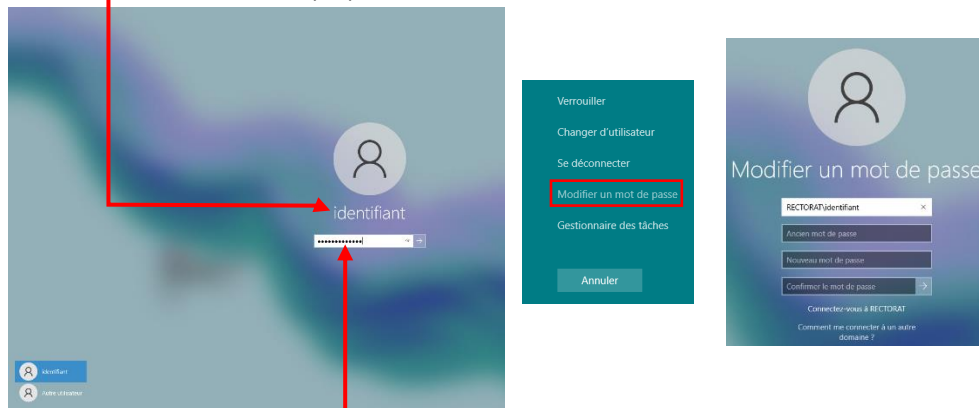 identifiant
identifiant
Autre utilisateur
Verrouiller
Changer d'utilisateur
Se déconnecter
Modifier un mot de passe
Gestionnaire des tâches
Annuler
Modifier un mot de passe
RECTORAT\identifiant
Ancien mot de passe
Nouveau mot de passe
Confirmer le mot de passe
Connectez-vous à RECTORAT
Comment me connecter à un autre
domaine ?